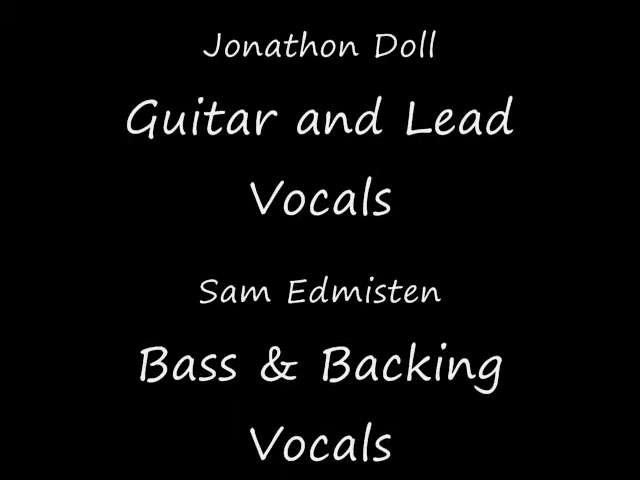 Jonathon Doll
Guitar and Lead
Vocals
Sam Edmisten
Bass & Backing
Vocals